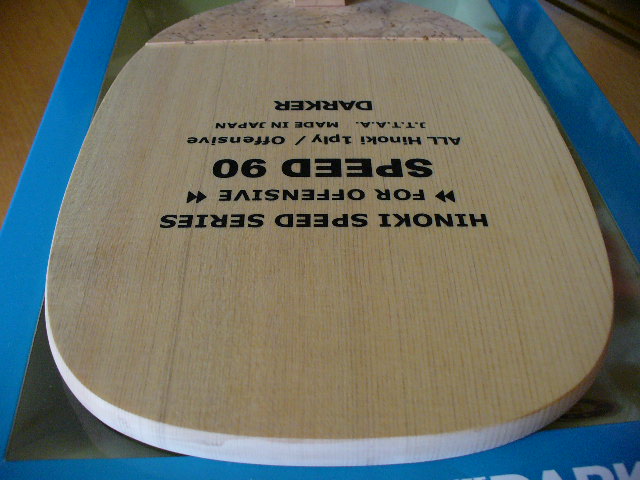 HINOKI SPEED SERIES
FOR OFFENSIVE
SPEED 90
ALL Hinoki 1ply / Offensive
J.T.T.A.A. MADE IN JAPAN
DARKER